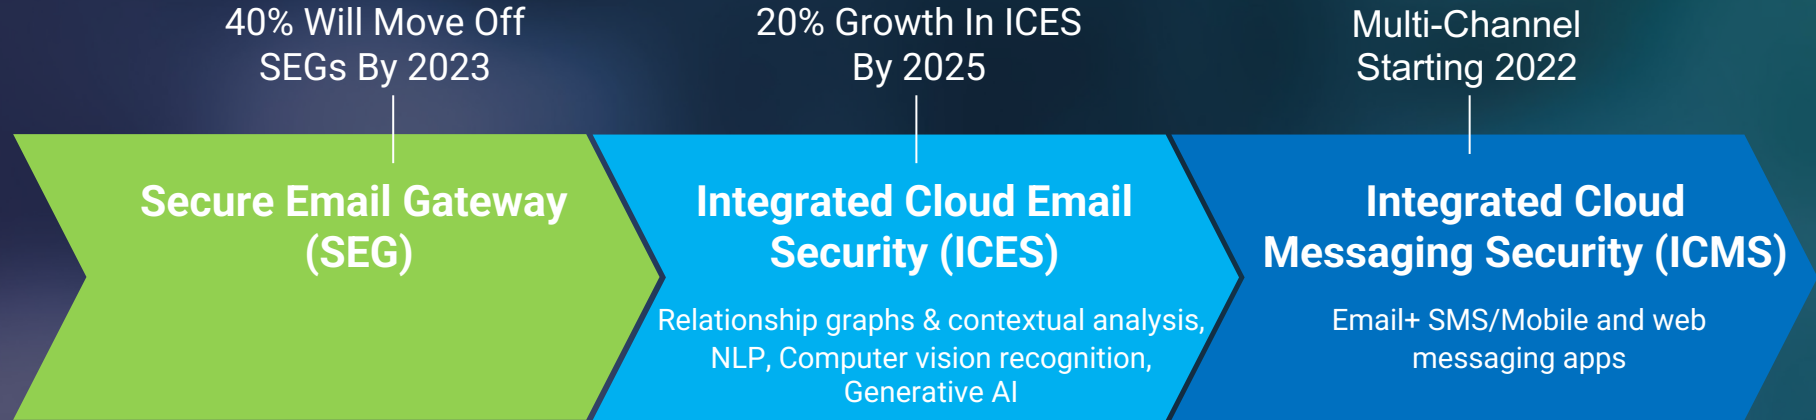 40% Will Move Off
SEGs By 2023
20% Growth In ICES
By 2025
Multi-Channel
Starting 2022
Secure Email Gateway
(SEG)
Integrated Cloud Email
Security (ICES)
Relationship graphs & contextual analysis,
NLP, Computer vision recognition,
Generative AI
Integrated Cloud
Messaging Security (ICMS)
Email+ SMS/Mobile and web
messaging apps